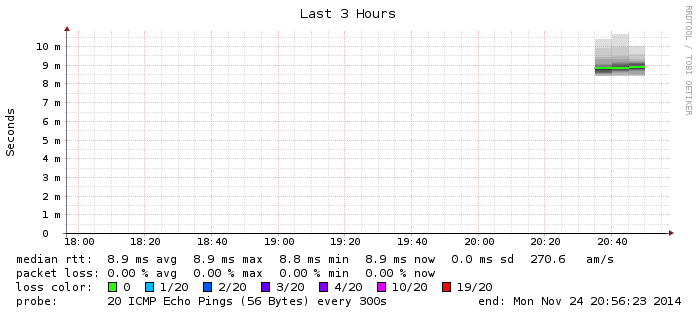 Last 3 Hours
RRDTOOL / TOBI OETIKER
Seconds
10 m
9 m
8 m
7 m
6 m
5 m
4 m
3 m
2 m
1 m
0
18:00 18:20 18:40 19:00 19:20 19:40 20:00 20:20 20:40
median rtt: 8.9 ms avg 8.9 ms max 8.8 ms min 8.9 ms now 0.0 ms sd 270.6 am/s
packet loss: 0.00 % avg 0.00 % max 0.00 % min 0.00 % now
loss color: 0 1/20 2/20 3/20 4/20 10/20 19/20
probe: 20 ICMP Echo Pings (56 Bytes) every 300s end: Mon Nov 24 20:56:23 2014